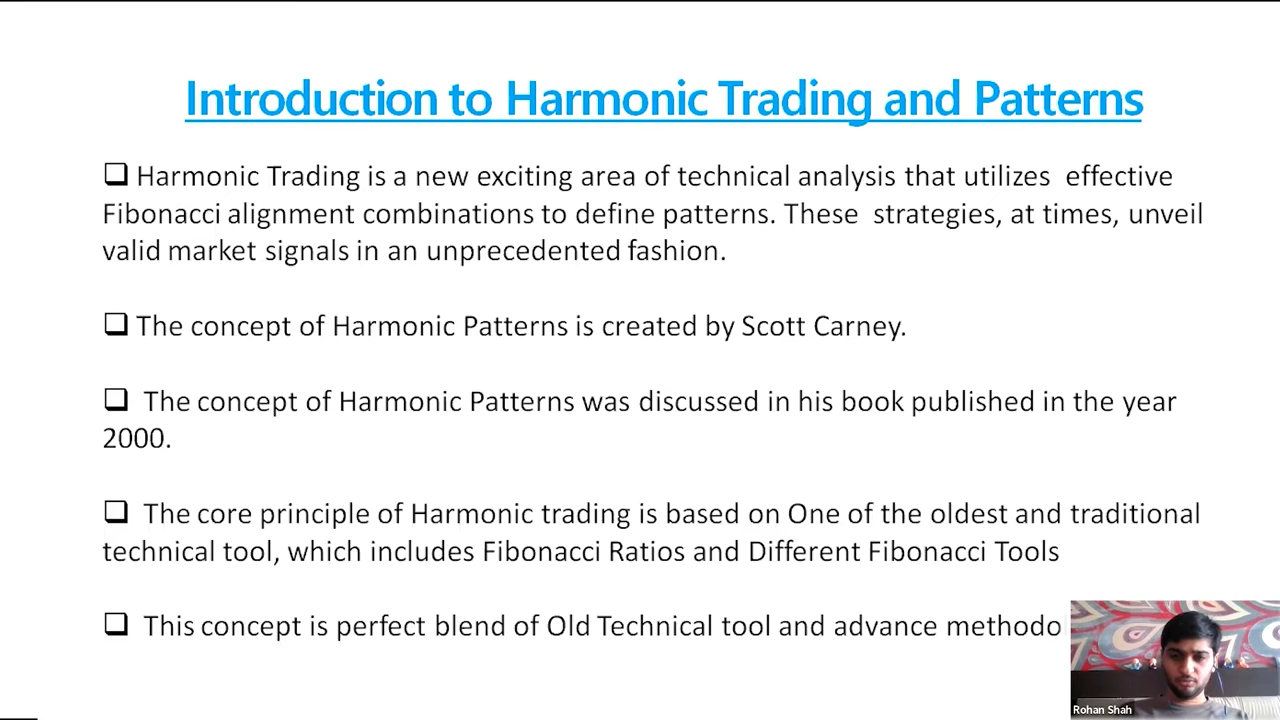 Introduction to Harmonic Trading and Patterns
❑ Harmonic Trading is a new exciting area of technical analysis that utilizes effective
Fibonacci alignment combinations to define patterns. These strategies, at times, unveil
valid market signals in an unprecedented fashion.
❑ The concept of Harmonic Patterns is created by Scott Carney.
❑ The concept of Harmonic Patterns was discussed in his book published in the year
2000.
❑ The core principle of Harmonic trading is based on One of the oldest and traditional
technical tool, which includes Fibonacci Ratios and Different Fibonacci Tools
❑ This concept is perfect blend of Old Technical tool and advance
Rohan Shah